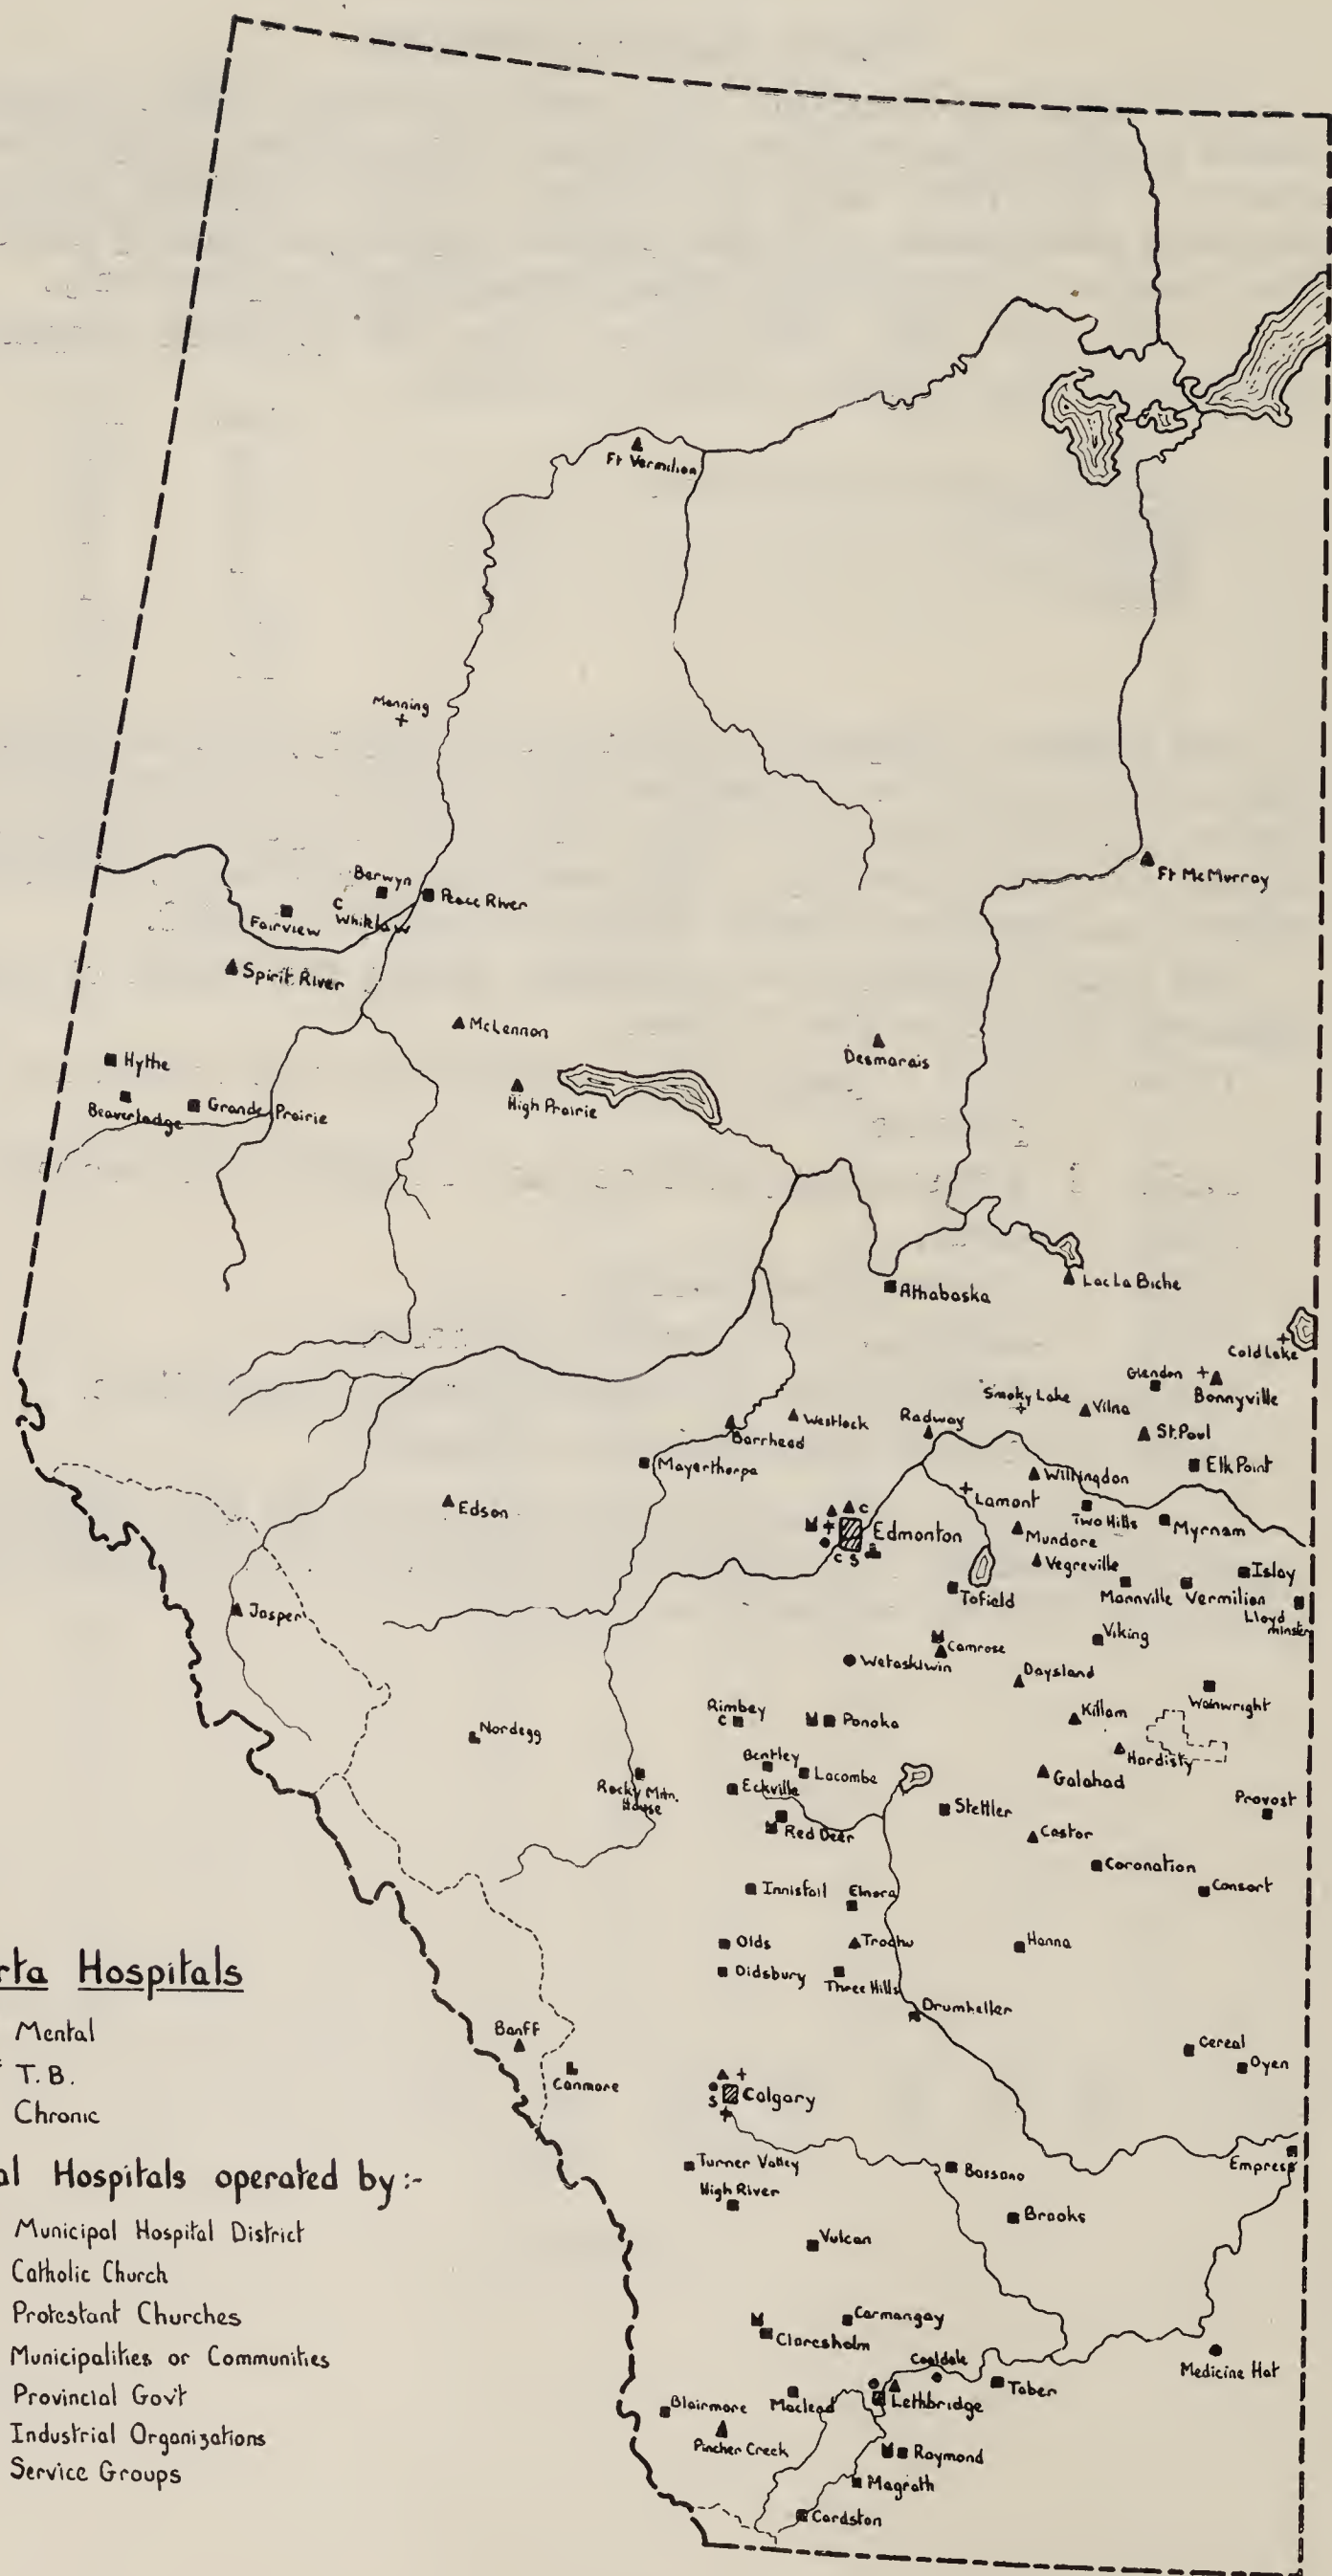 Ft Vermilion
Manning
Ft McMurray
Berwyn
Peace River
C
Whitelaw
Fairview
Spirit River
McLennon
Desmarais
Hythe
High Prairie
Beaverlodge
Grande Prairie
Athabaska
Lac La Biche
Cold Lake
Glendon
Bonnyville
Smoky Lake
Vilna
Westlock
Radway
St. Paul
Barrhead
Mayerthorpe
Elk Point
Willingdon
Lamont
Edson
C
Two Hills
Myrnam
M
Edmonton
Mundare
C S
Vegreville
Islay
Tofield
Mannville
Vermilion
Lloyd
minster
Jasper
Viking
M
Camrose
Wetaskiwin
Daysland
Wainwright
Rimbey
C
M
Ponoka
Killam
Nordegg
Hardisty
Bentley
Lacombe
Galahad
Rocky Mtn.
House
Eckville
Stettler
Provost
M
Red Deer
Castor
Coronation
Innisfail
Elnora
Consort
Olds
Trochu
Hanna
Didsbury
Three Hills
Drumheller
Banff
Cereal
Oyen
Canmore
S
Calgary
Turner Valley
Bassano
Empress
High River
Brooks
Vulcan
M
Carmangay
Claresholm
Coaldale
Medicine Hat
Taber
Blairmore
Macleod
Lethbridge
Pincher Creek
M
Raymond
Magrath
Cardston
rta Hospitals
Mental
T.B.
Chronic
al Hospitals operated by:-
Municipal Hospital District
Catholic Church
Protestant Churches
Municipalities or Communities
Provincial Gov't
Industrial Organizations
Service Groups